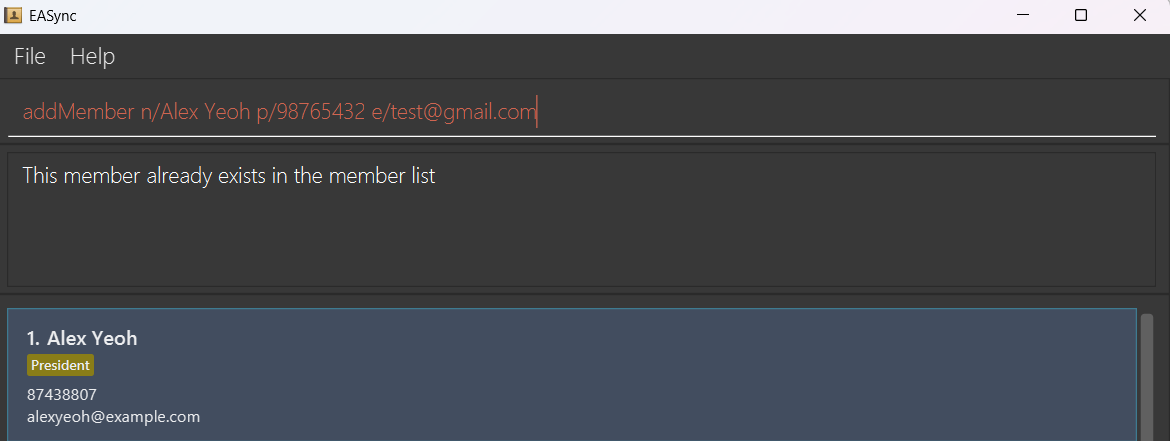 EASync
File Help
addMember n/Alex Yeoh p/98765432 e/test@gmail.com
This member already exists in the member list
1. Alex Yeoh
President
87438807
alexyeoh@example.com